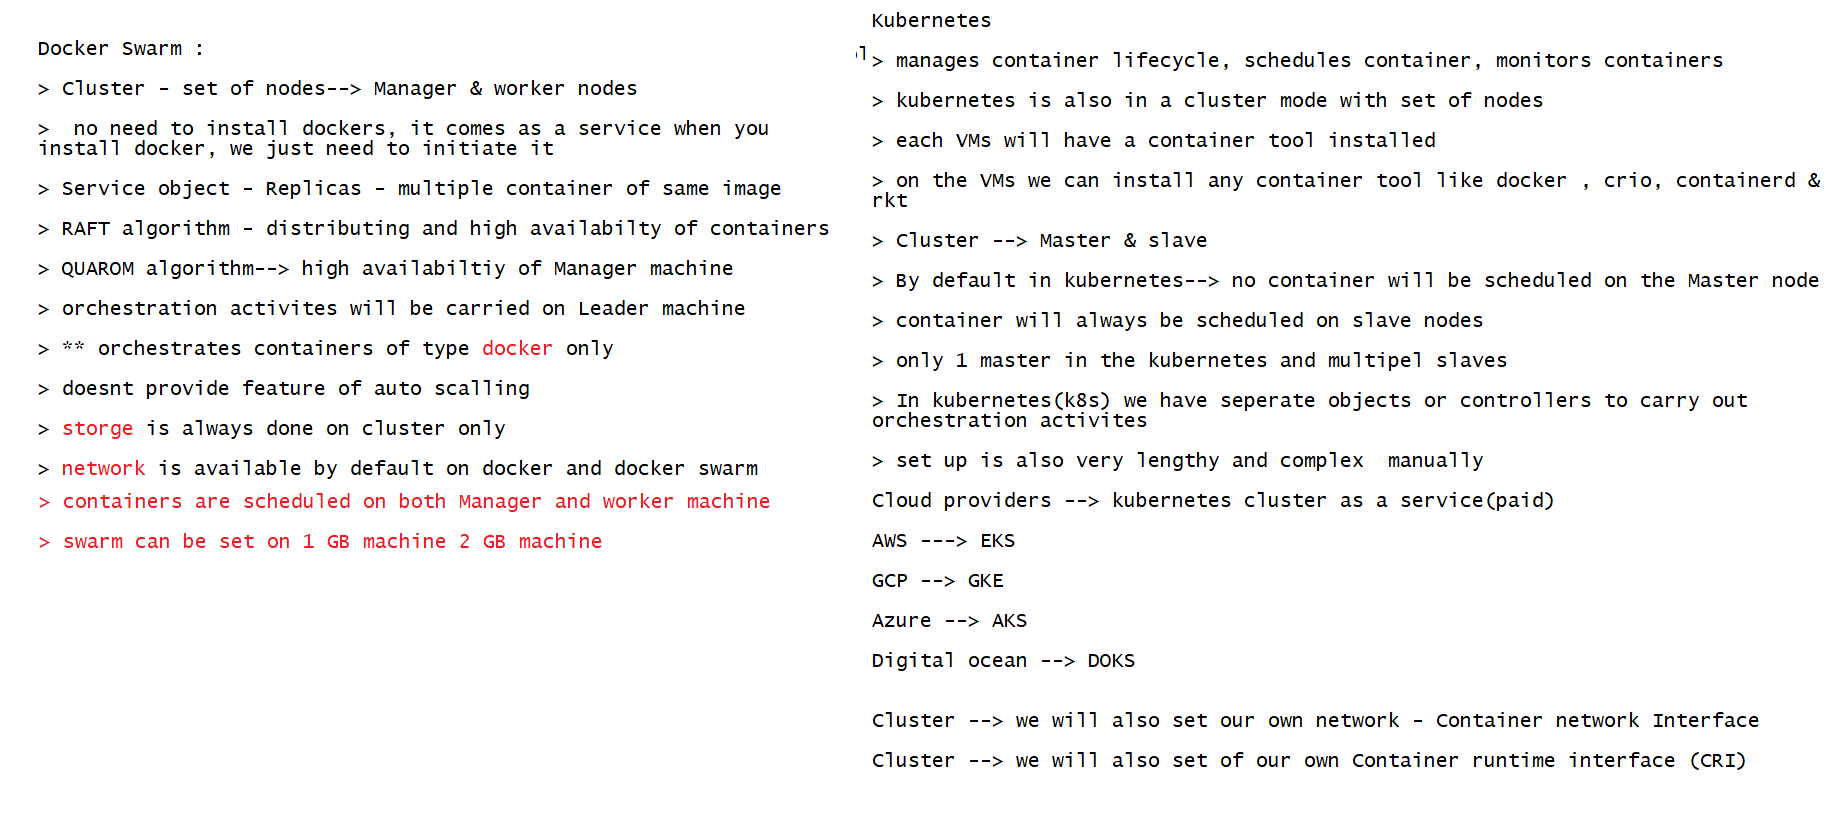 Docker Swarm :
> Cluster - set of nodes--> Manager & worker nodes
>  no need to install dockers, it comes as a service when you
install docker, we just need to initiate it
> Service object - Replicas - multiple container of same image
> RAFT algorithm - distributing and high availabilty of containers
> QUAROM algorithm--> high availabiltiy of Manager machine
> orchestration activites will be carried on Leader machine
> ** orchestrates containers of type docker only
> doesnt provide feature of auto scalling
> storge is always done on cluster only
> network is available by default on docker and docker swarm
> containers are scheduled on both Manager and worker machine
> swarm can be set on 1 GB machine 2 GB machine
Kubernetes
> manages container lifecycle, schedules container, monitors containers
> kubernetes is also in a cluster mode with set of nodes
> each VMs will have a container tool installed
> on the VMs we can install any container tool like docker , crio, containerd &
rkt
> Cluster --> Master & slave
> By default in kubernetes--> no container will be scheduled on the Master node
> container will always be scheduled on slave nodes
> only 1 master in the kubernetes and multipel slaves
> In kubernetes(k8s) we have seperate objects or controllers to carry out
orchestration activites
> set up is also very lengthy and complex  manually
Cloud providers --> kubernetes cluster as a service(paid)
AWS ---> EKS
GCP --> GKE
Azure --> AKS
Digital ocean --> DOKS
Cluster --> we will also set our own network - Container network Interface
Cluster --> we will also set of our own Container runtime interface (CRI)